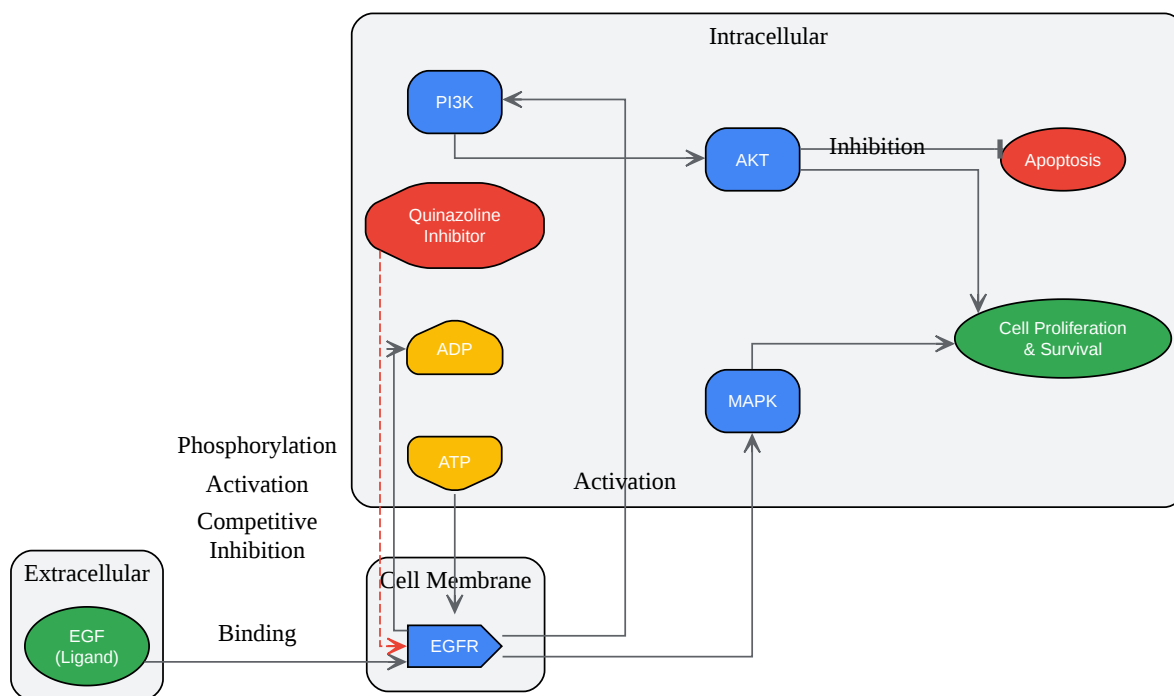 Intracellular
PI3K
AKT
Inhibition
Apoptosis
Quinazoline
Inhibitor
ADP
Cell Proliferation
& Survival
MAPK
Phosphorylation
ATP
Activation
Activation
Competitive
Inhibition
Extracellular
Cell Membrane
EGF
(Ligand)
Binding
EGFR